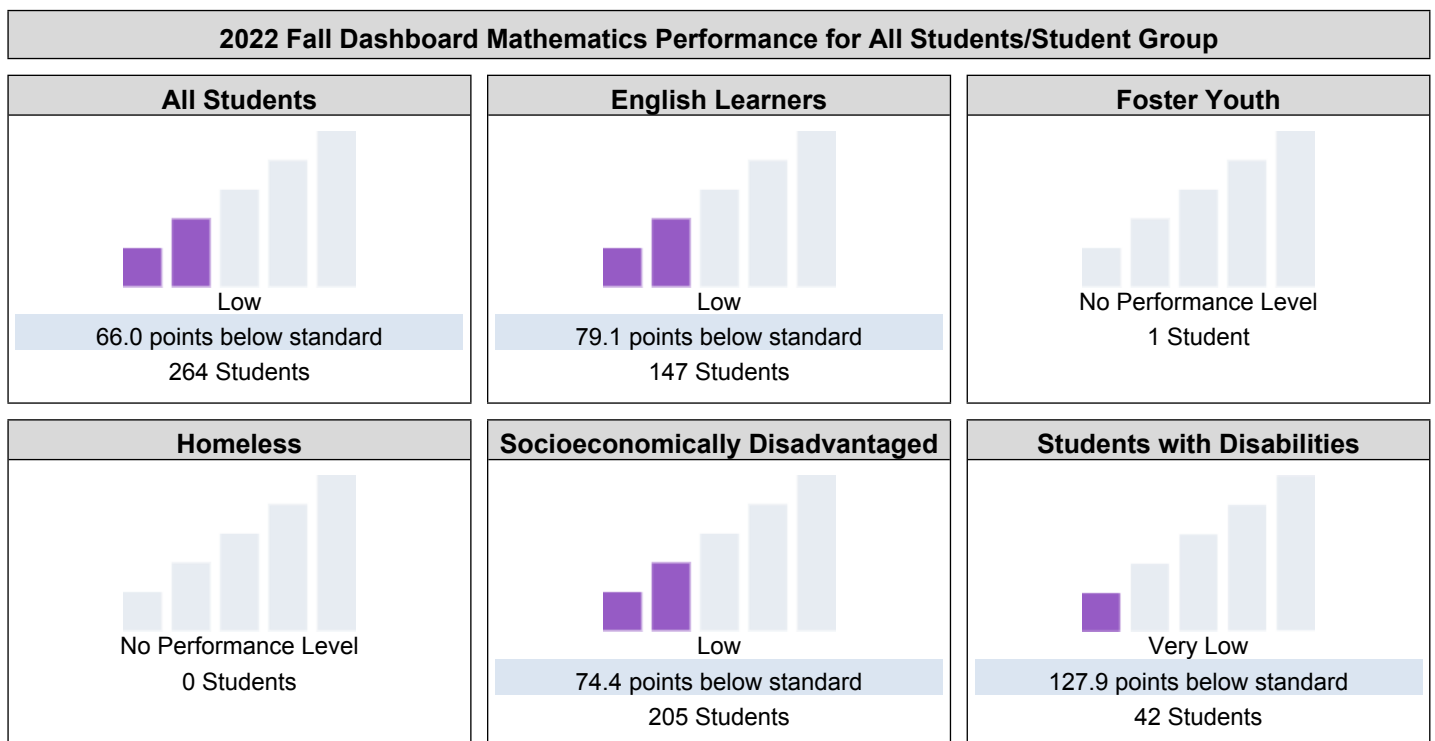 2022 Fall Dashboard Mathematics Performance for All Students/Student Group
All Students
Low
66.0 points below standard
264 Students
English Learners
Low
79.1 points below standard
147 Students
Foster Youth
No Performance Level
1 Student
Homeless
No Performance Level
0 Students
Socioeconomically Disadvantaged
Low
74.4 points below standard
205 Students
Students with Disabilities
Very Low
127.9 points below standard
42 Students